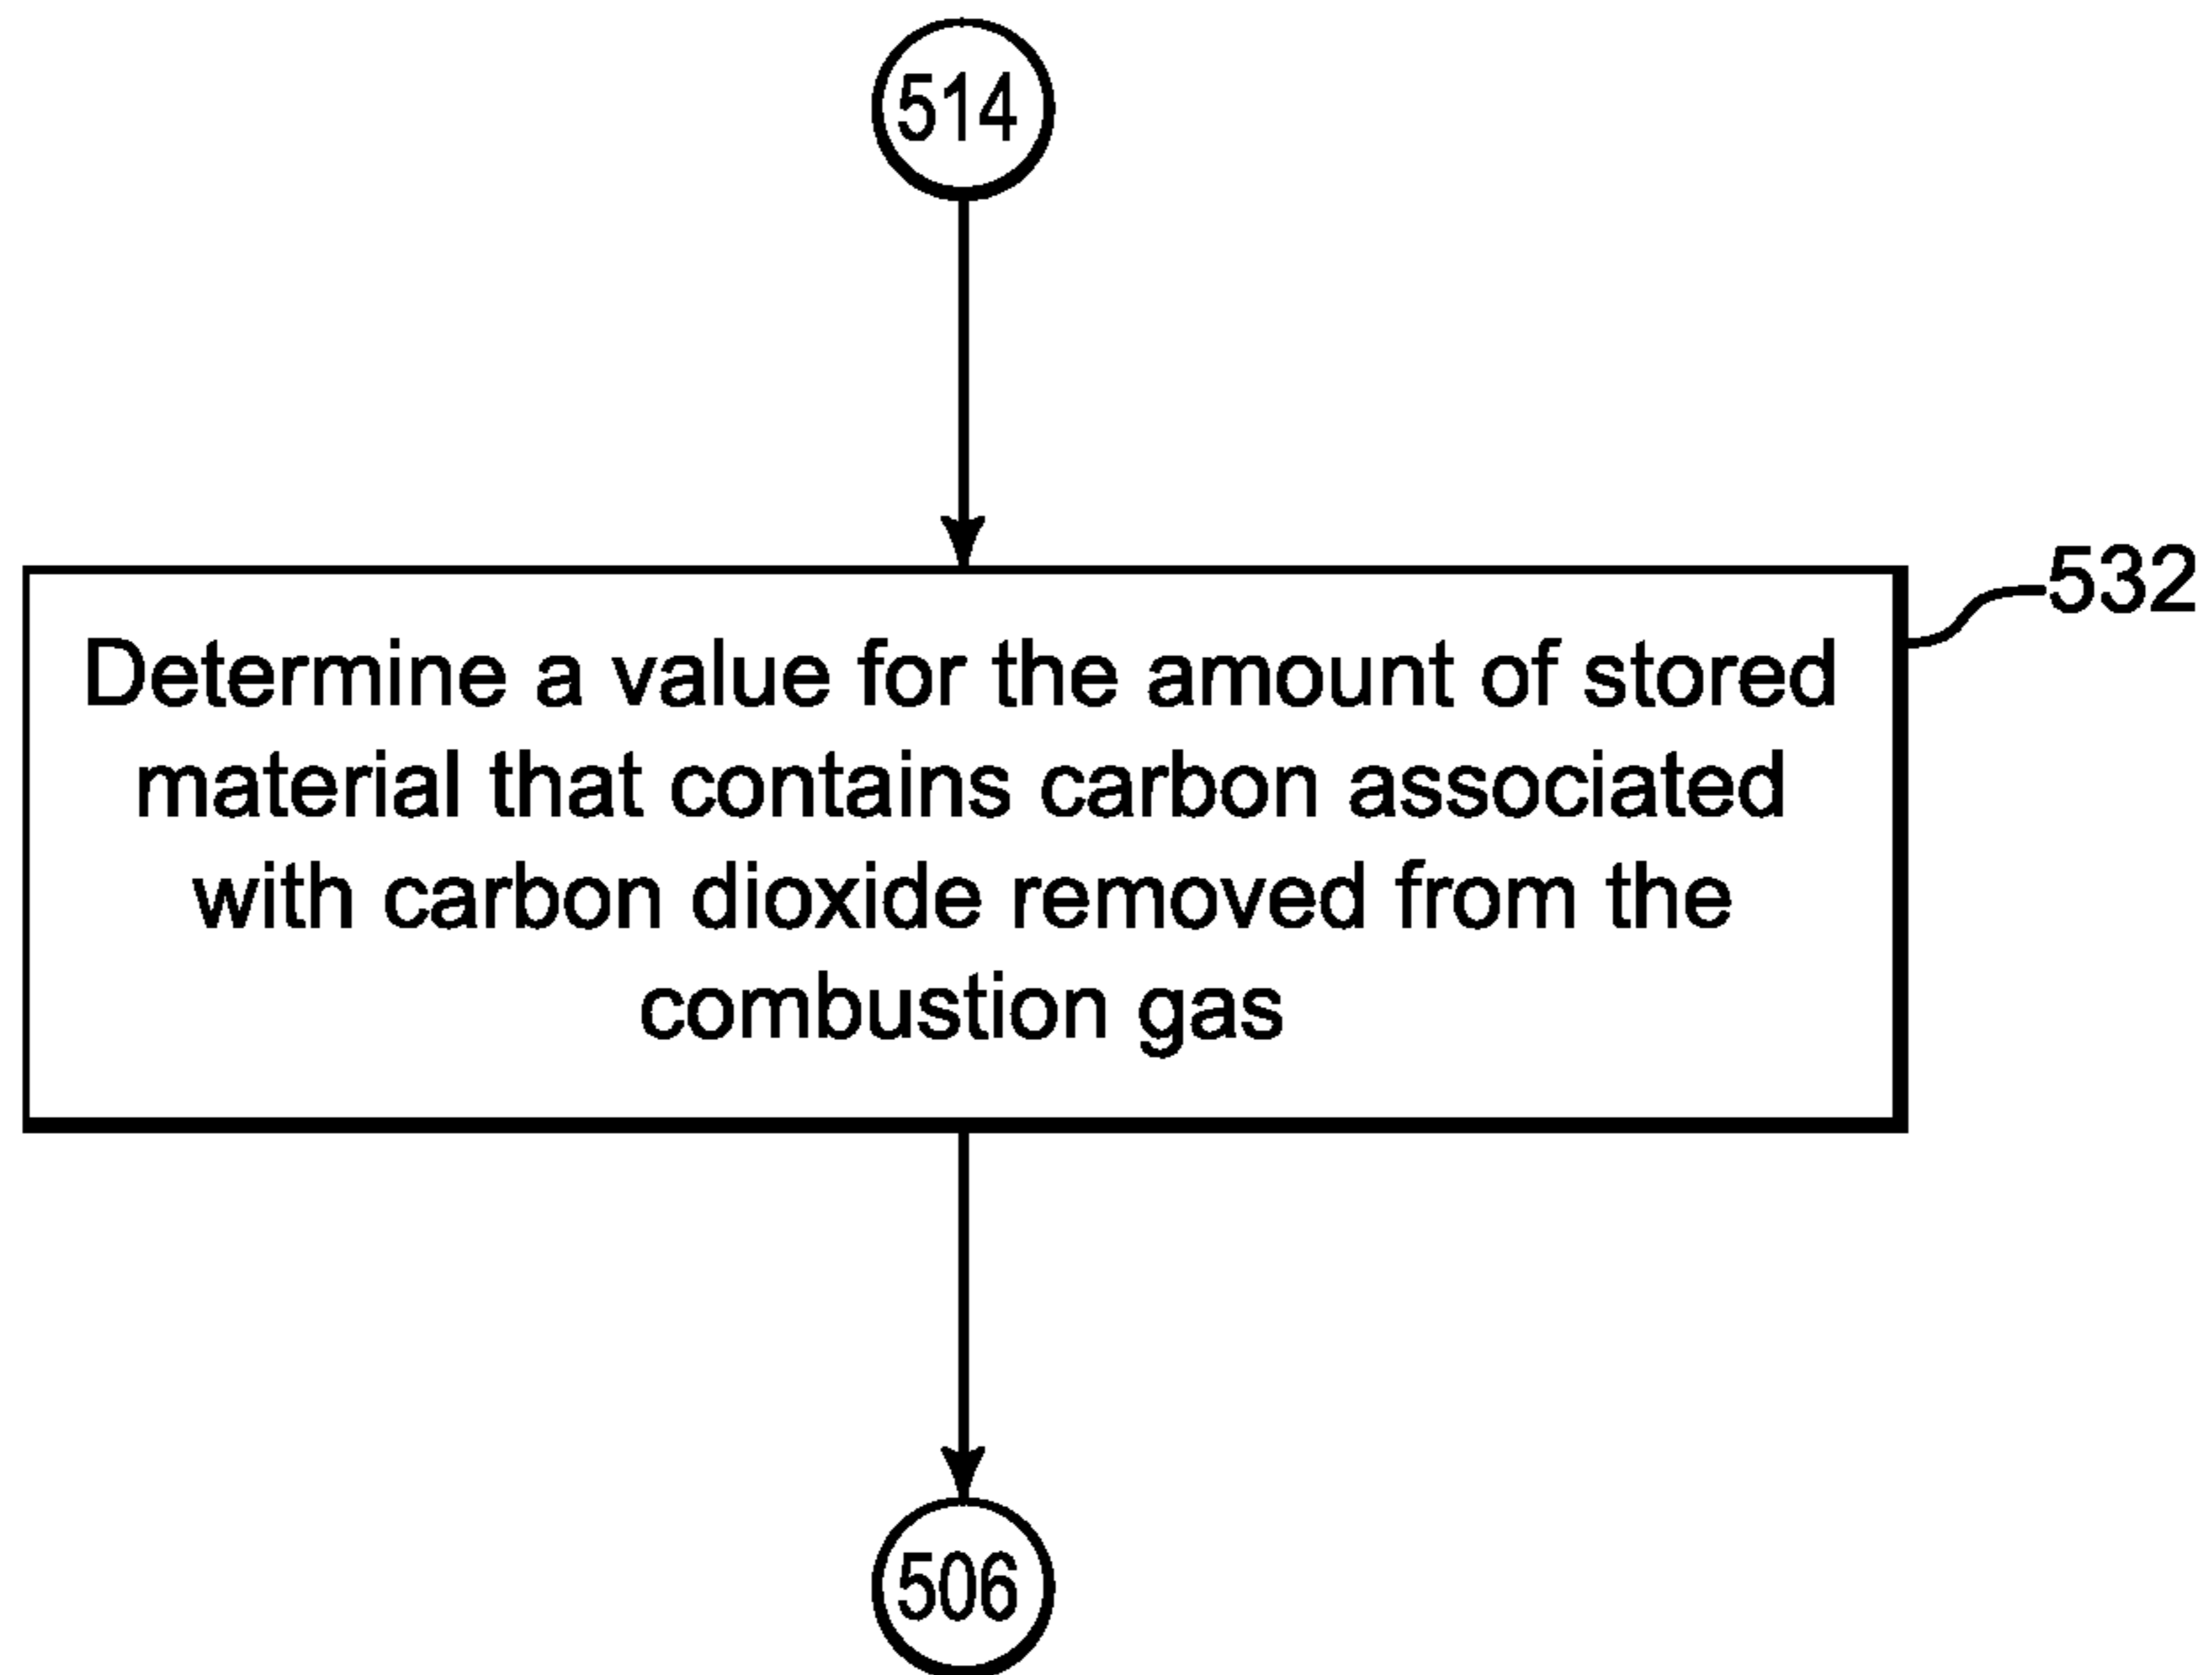 514
532
Determine a value for the amount of stored
material that contains carbon associated
with carbon dioxide removed from the
combustion gas
506